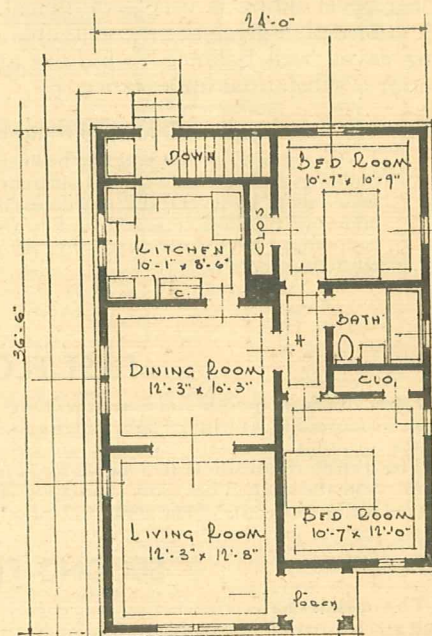 24'-0"
DOWN
BED ROOM
10'-7" x 10'-9"
CLOS
KITCHEN
10'-1" x 8'-6"
C
36'-6"
H
BATH
DINING ROOM
12'-3" x 10'-3"
CLO.
LIVING ROOM
12'-3" x 12'-8"
BED ROOM
10'-7" x 12'-0"
PORCH